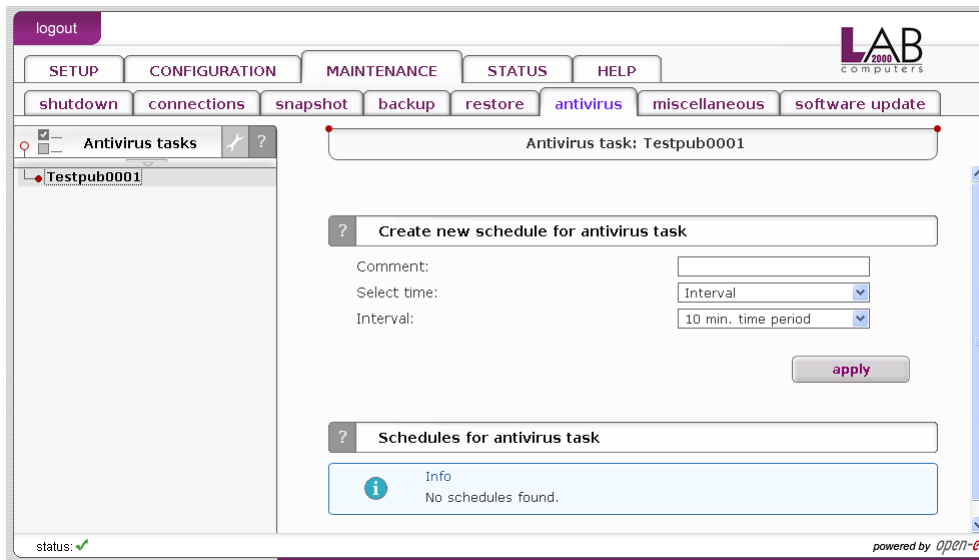 logout
LAB
2000
computers
SETUP CONFIGURATION MAINTENANCE STATUS HELP
shutdown connections snapshot backup restore antivirus miscellaneous software update
Antivirus tasks ?
Testpub0001
Antivirus task: Testpub0001
? Create new schedule for antivirus task
Comment:
Select time: Interval
Interval: 10 min. time period
apply
? Schedules for antivirus task
i Info
No schedules found.
status: powered by open-e